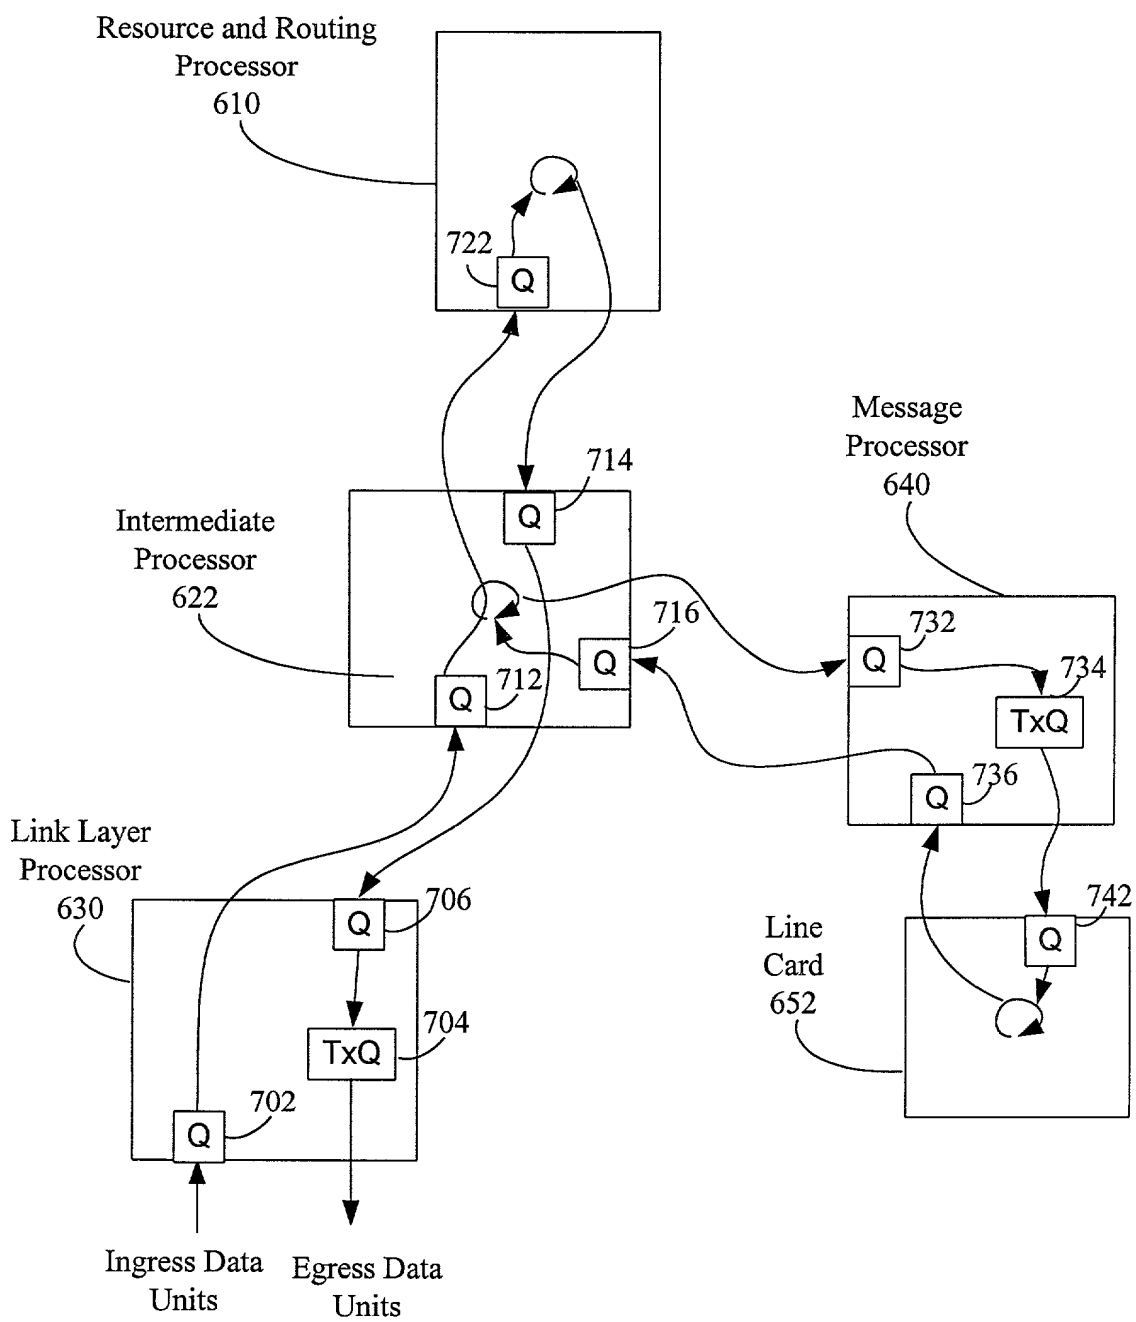 Resource and Routing
Processor
610
722
Q
Message
Processor
640
714
Q
Intermediate
Processor
622
716
Q
712
Q
732
Q
734
TxQ
736
Q
Link Layer
Processor
630
706
Q
704
TxQ
702
Q
742
Q
Line
Card
652
Ingress Data
Units
Egress Data
Units